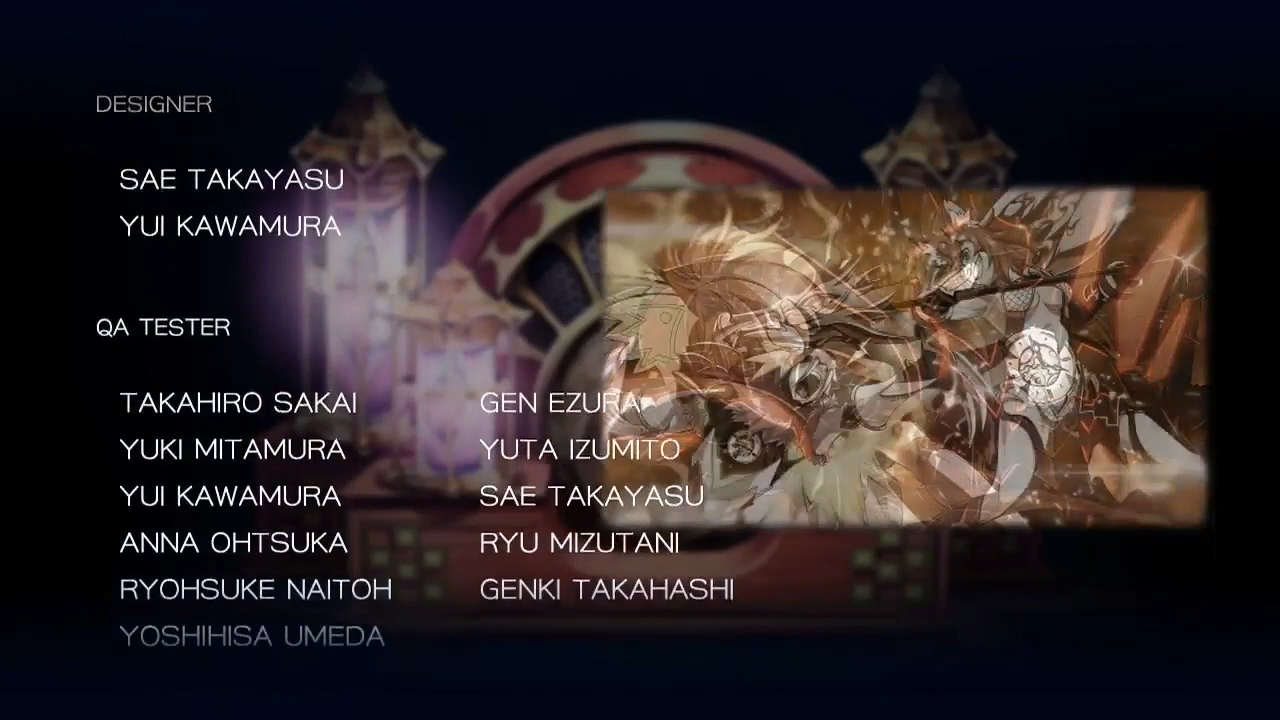 DESIGNER
SAE TAKAYASU
YUI KAWAMURA
QA TESTER
TAKAHIRO SAKAI GEN EZURA
YUKI MITAMURA YUTA IZUMITO
YUI KAWAMURA SAE TAKAYASU
ANNA OHTSUKA RYU MIZUTANI
RYOHSUKE NAITOH GENKI TAKAHASHI
YOSHIHISA UMEDA